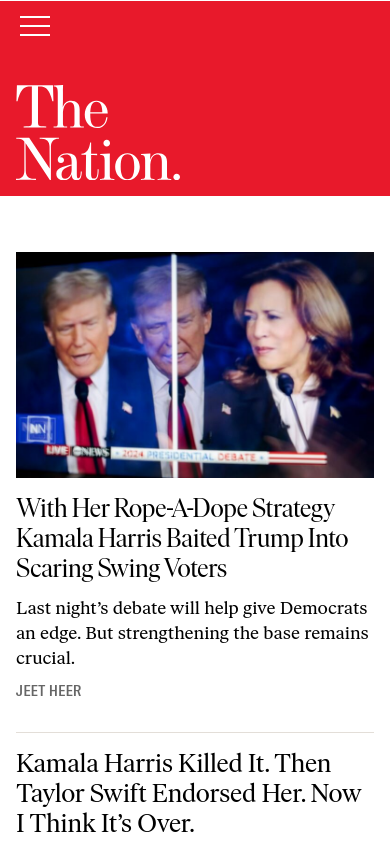 The
Nation.
LIVE abc NEWS 2024 PRESIDENTIAL DEBATE
With Her Rope-A-Dope Strategy
Kamala Harris Baited Trump Into
Scaring Swing Voters
Last night’s debate will help give Democrats
an edge. But strengthening the base remains
crucial.
JEET HEER
Kamala Harris Killed It. Then
Taylor Swift Endorsed Her. Now
I Think It’s Over.